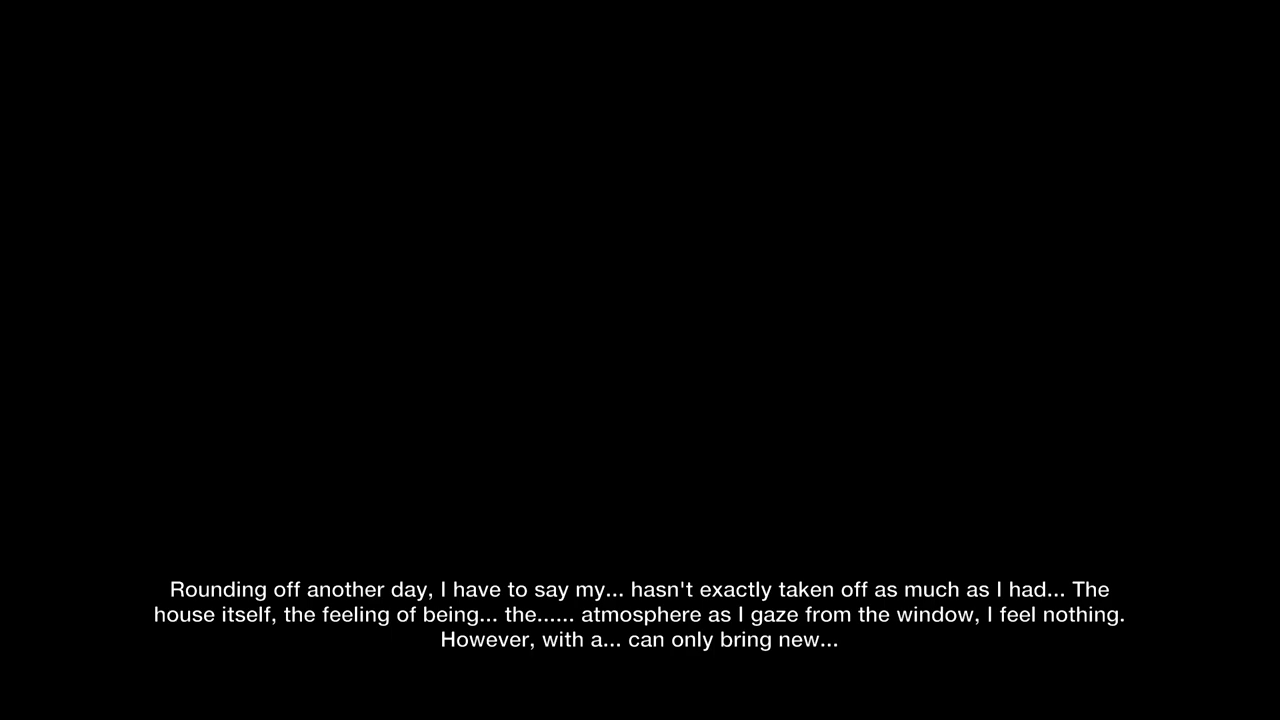 Rounding off another day, I have to say my... hasn't exactly taken off as much as I had... The
house itself, the feeling of being... the...... atmosphere as I gaze from the window, I feel nothing.
However, with a... can only bring new...